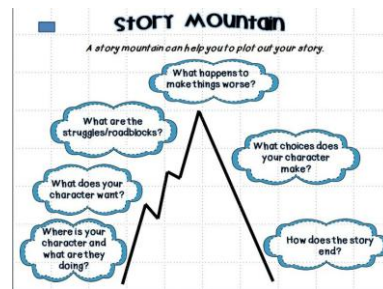 Story Mountain
A story mountain can help you to plot out your story.
What happens to
make things worse?
What are the
struggles/roadblocks?
What choices does
your character
make?
What does your
character want?
Where is your
character and
what are they
doing?
How does the story
end?